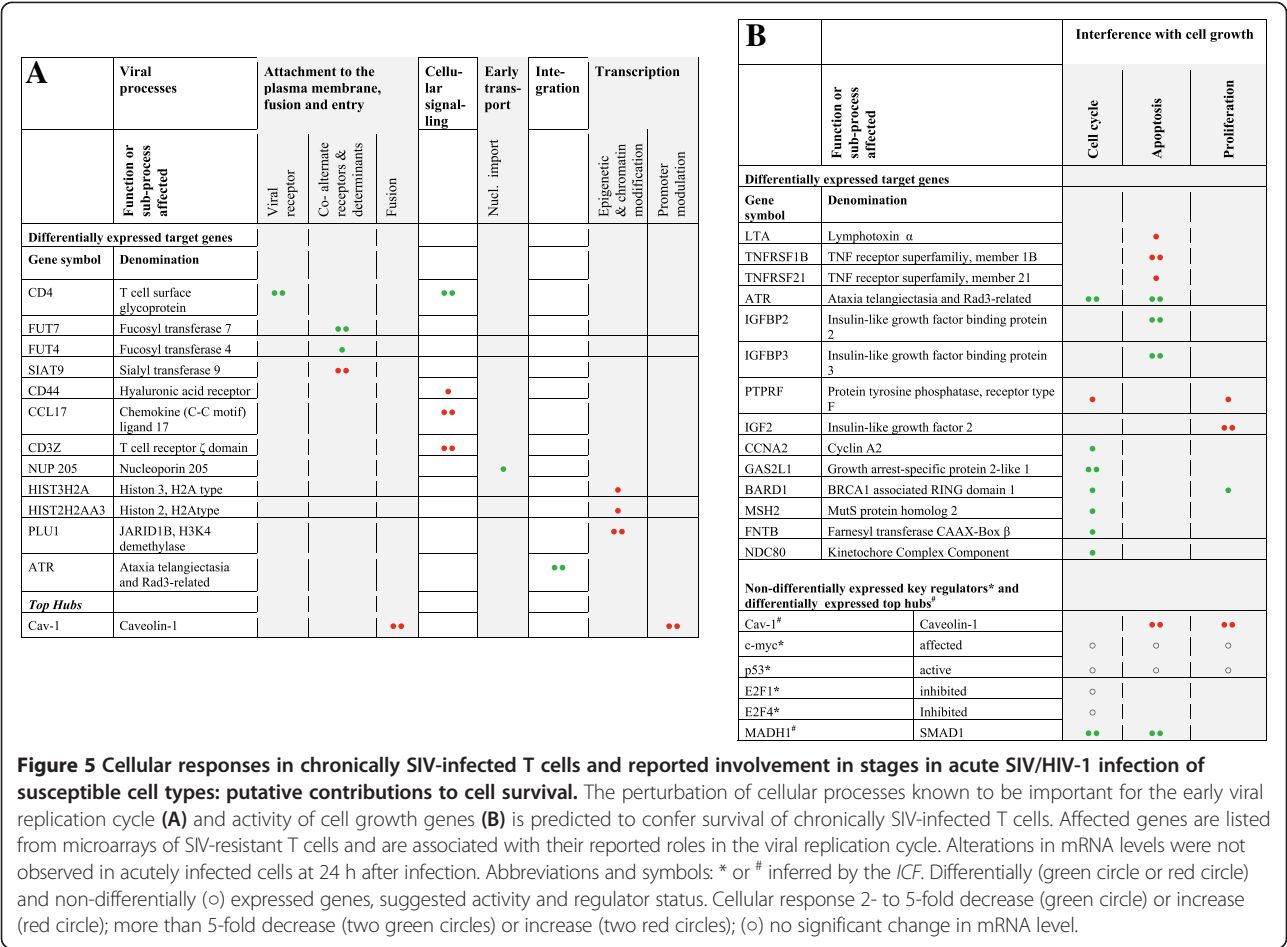 A
Viral processes
Attachment to the plasma membrane, fusion and entry
Cellu-lar signal-ling
Early trans-port
Inte-gration
Transcription
Function or sub-process affected
Viral receptor
Co- alternate receptors & determinants
Fusion
Nucl. import
Epigenetic & chromatin modification
Promoter modulation
Differentially expressed target genes
Gene symbol Denomination
CD4 T cell surface glycoprotein ●● ●●
FUT7 Fucosyl transferase 7 ●●
FUT4 Fucosyl transferase 4 ●
SIAT9 Sialyl transferase 9 ●●
CD44 Hyaluronic acid receptor ●
CCL17 Chemokine (C-C motif) ligand 17 ●●
CD3Z T cell receptor ζ domain ●●
NUP 205 Nucleoporin 205 ●
HIST3H2A Histon 3, H2A type ●
HIST2H2AA3 Histon 2, H2Atype ●
PLU1 JARID1B, H3K4 demethylase ●●
ATR Ataxia telangiectasia and Rad3-related ●●
Top Hubs
Cav-1 Caveolin-1 ●● ●●
B
Interference with cell growth
Function or sub-process affected
Cell cycle
Apoptosis
Proliferation
Differentially expressed target genes
Gene symbol Denomination
LTA Lymphotoxin α ●
TNFRSF1B TNF receptor superfamiliy, member 1B ●●
TNFRSF21 TNF receptor superfamiliy, member 21 ●
ATR Ataxia telangiectasia and Rad3-related ●● ●●
IGFBP2 Insulin-like growth factor binding protein 2 ●●
IGFBP3 Insulin-like growth factor binding protein 3 ●●
PTPRF Protein tyrosine phosphatase, receptor type F ● ●
IGF2 Insulin-like growth factor 2 ●●
CCNA2 Cyclin A2 ●
GAS2L1 Growth arrest-specific protein 2-like 1 ●●
BARD1 BRCA1 associated RING domain 1 ● ●
MSH2 MutS protein homolog 2 ●
FNTB Farnesyl transferase CAAX-Box β ●
NDC80 Kinetochore Complex Component ●
Non-differentially expressed key regulators* and differentially expressed top hubs#
Cav-1# Caveolin-1 ●● ●●
c-myc* affected ○ ○ ○
p53* active ○ ○ ○
E2F1* inhibited ○
E2F4* Inhibited ○
MADH1# SMAD1 ●● ●●
Figure 5 Cellular responses in chronically SIV-infected T cells and reported involvement in stages in acute SIV/HIV-1 infection of
susceptible cell types: putative contributions to cell survival. The perturbation of cellular processes known to be important for the early viral
replication cycle (A) and activity of cell growth genes (B) is predicted to confer survival of chronically SIV-infected T cells. Affected genes are listed
from microarrays of SIV-resistant T cells and are associated with their reported roles in the viral replication cycle. Alterations in mRNA levels were not
observed in acutely infected cells at 24 h after infection. Abbreviations and symbols: * or # inferred by the ICF. Differentially (green circle or red circle)
and non-differentially (○) expressed genes, suggested activity and regulator status. Cellular response 2- to 5-fold decrease (green circle) or increase
(red circle); more than 5-fold decrease (two green circles) or increase (two red circles); (○) no significant change in mRNA level.